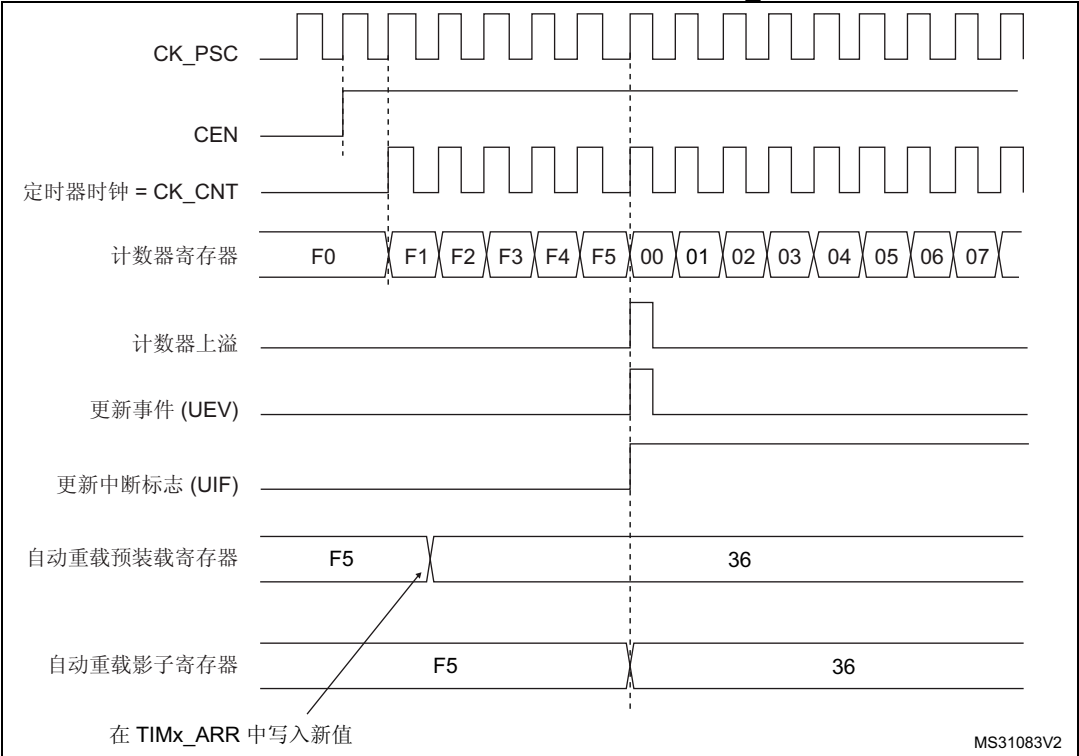 CK_PSC
CEN
定时器时钟 = CK_CNT
计数器寄存器 F0 F1 F2 F3 F4 F5 00 01 02 03 04 05 06 07
计数器上溢
更新事件 (UEV)
更新中断标志 (UIF)
自动重载预装载寄存器 F5 36
自动重载影子寄存器 F5 36
在 TIMx_ARR 中写入新值
MS31083V2